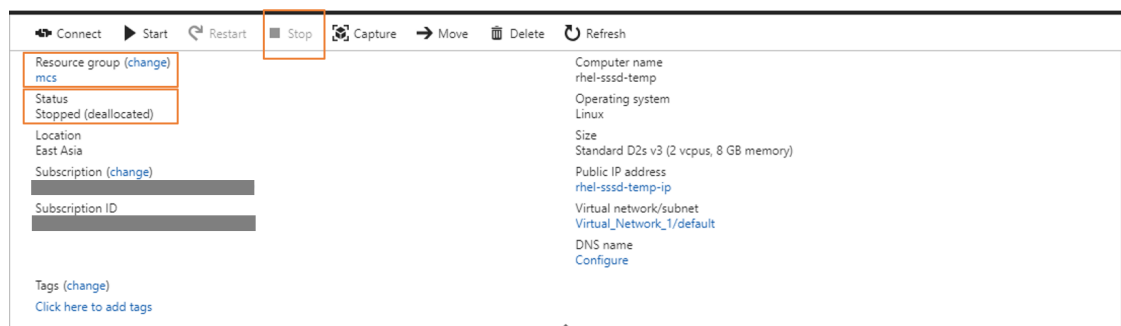 Connect Start Restart Stop Capture Move Delete Refresh
Resource group (change)
mcs
Status
Stopped (deallocated)
Location
East Asia
Subscription (change)
Subscription ID
Tags (change)
Click here to add tags
Computer name
rhel-sssd-temp
Operating system
Linux
Size
Standard D2s v3 (2 vcpus, 8 GB memory)
Public IP address
rhel-sssd-temp-ip
Virtual network/subnet
Virtual_Network_1/default
DNS name
Configure